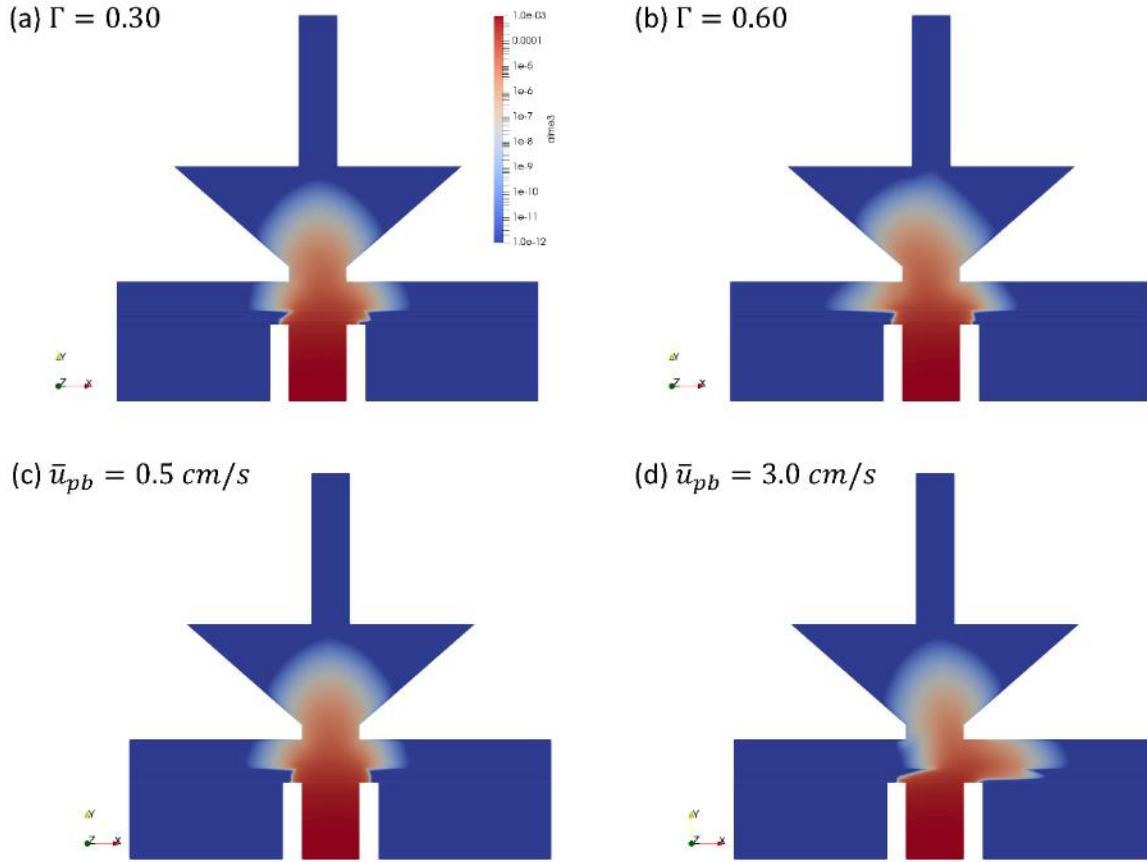 (a) Γ = 0.30
(b) Γ = 0.60
1.0e-03
0.0001
1e-5
1e-6
1e-7
1e-8
1e-9
1e-10
1e-11
1.0e-12
Y
Z X
Y
Z X
(c) ū_pb = 0.5 cm/s
(d) ū_pb = 3.0 cm/s
Y
Z X
Y
Z X